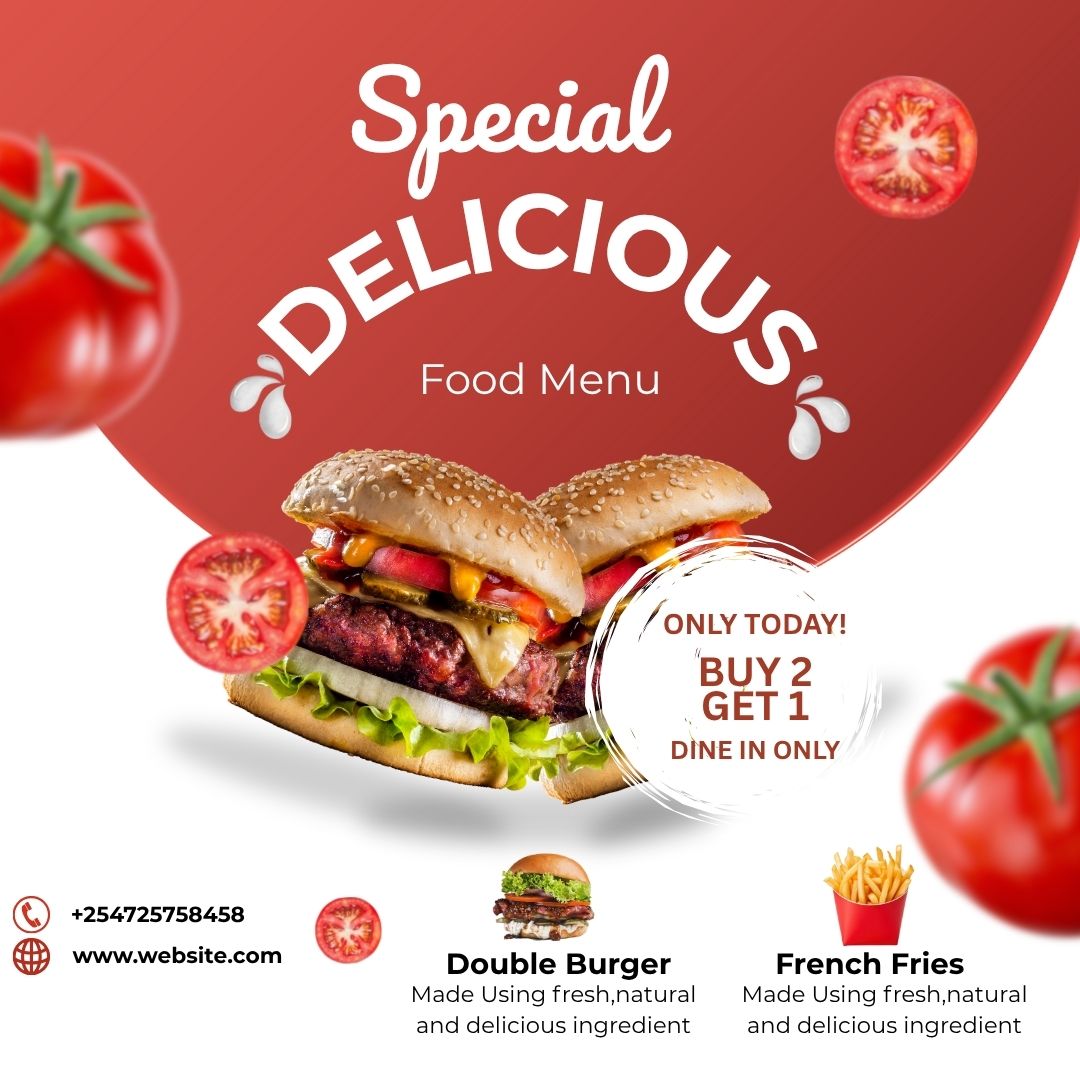 Special
DELICIOUS
Food Menu
ONLY TODAY!
BUY 2
GET 1
DINE IN ONLY
+254725758458
www.website.com
Double Burger
Made Using fresh,natural
and delicious ingredient
French Fries
Made Using fresh,natural
and delicious ingredient